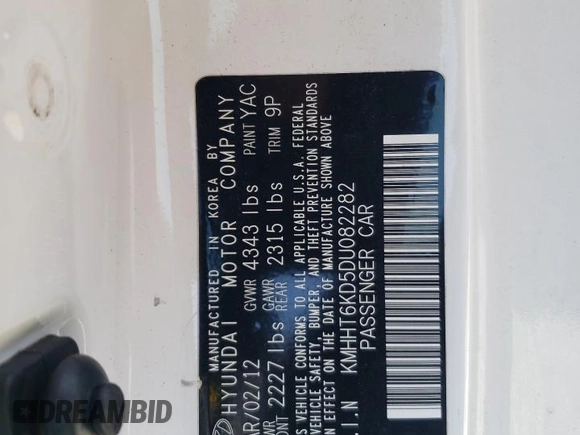 MANUFACTURED IN KOREA BY
HYUNDAI MOTOR COMPANY
AR/02/12 GVWR 4343 lbs PAINT YAC
2227 lbs GAWR REAR 2315 lbs TRIM 9P
IS VEHICLE CONFORMS TO ALL APPLICABLE U.S.A. FEDERAL
VEHICLE SAFETY, BUMPER, AND THEFT PREVENTION STANDARDS
EFFECT ON THE DATE OF MANUFACTURE SHOWN ABOVE
.I.N KMHHT6KD5DU082282
PASSENGER CAR
DREAMBID